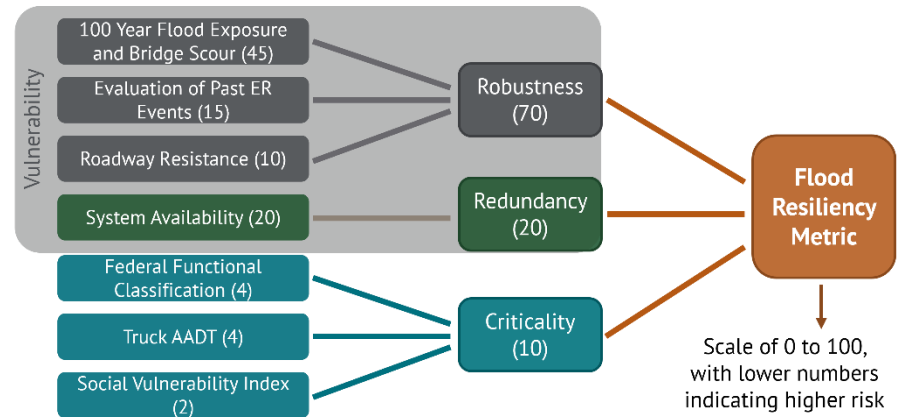 Vulnerability
100 Year Flood Exposure
and Bridge Scour (45)
Evaluation of Past ER
Events (15)
Roadway Resistance (10)
System Availability (20)
Federal Functional
Classification (4)
Truck AADT (4)
Social Vulnerability Index
(2)
Robustness
(70)
Redundancy
(20)
Criticality
(10)
Flood
Resiliency
Metric
Scale of 0 to 100,
with lower numbers
indicating higher risk